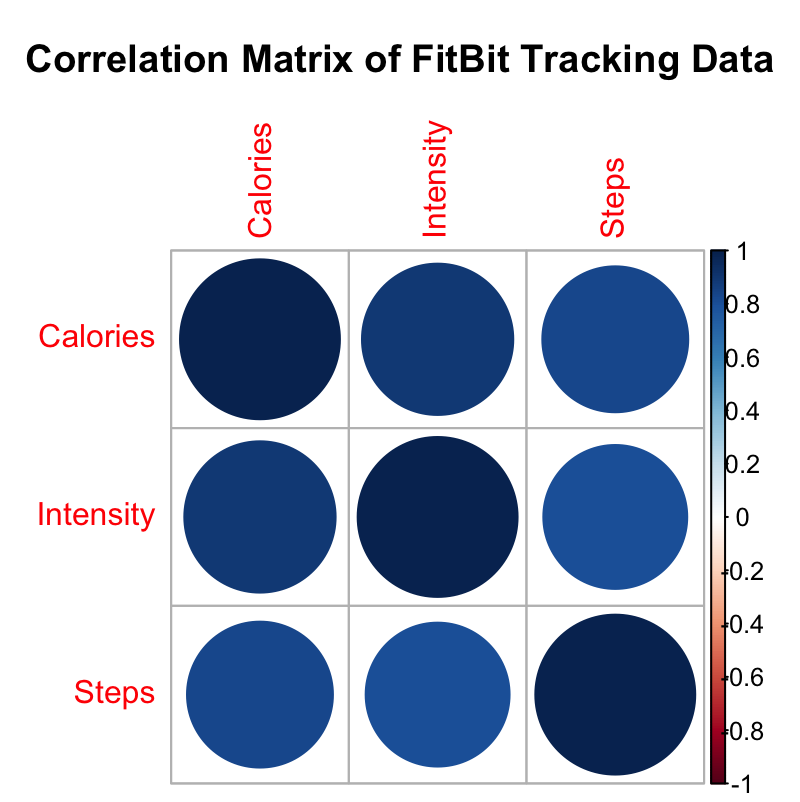 Correlation Matrix of FitBit Tracking Data
Calories
Intensity
Steps
Calories
Intensity
Steps
1
0.8
0.6
0.4
0.2
0
-0.2
-0.4
-0.6
-0.8
-1